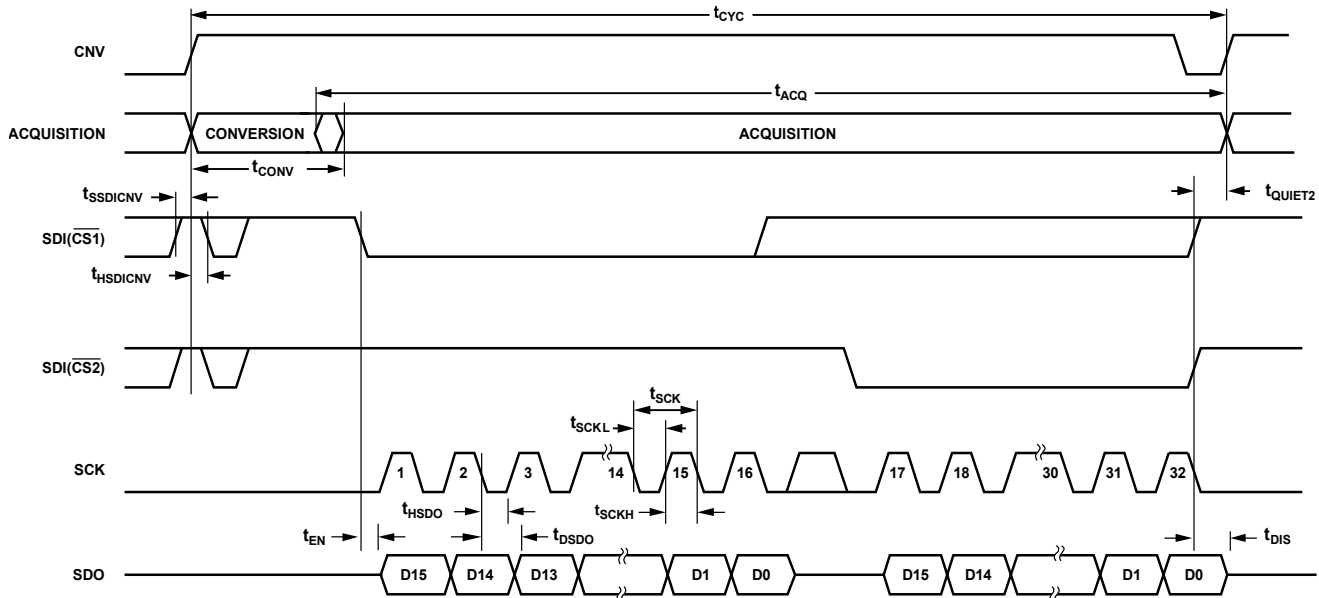 tCYC
CNV
tACQ
ACQUISITION CONVERSION ACQUISITION
tCONV
tSSDICNV tQUIET2
SDI(CS1)
tHSDICNV
SDI(CS2)
tSCK
tSCKL
SCK 1 2 3 14 15 16 17 18 30 31 32
tHSDO tSCKH
tEN tDSDO tDIS
SDO D15 D14 D13 D1 D0 D15 D14 D1 D0